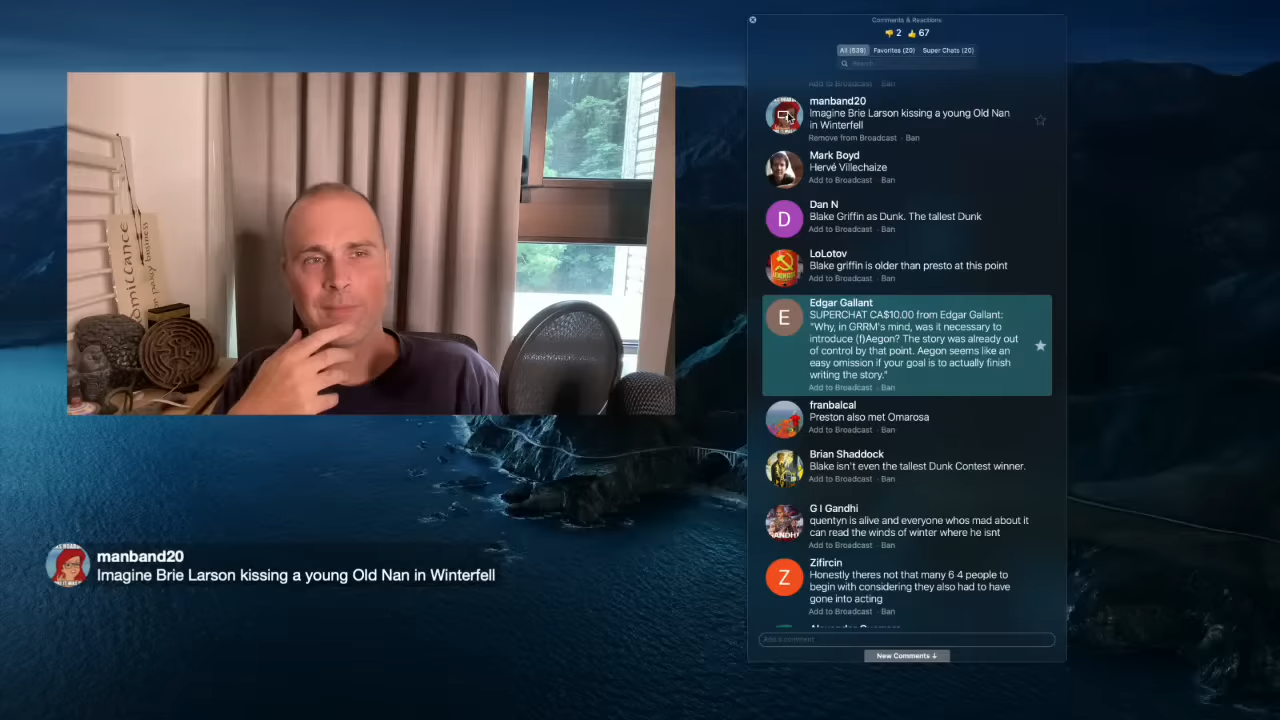 Comments & Reactions
👎 2 👍 67
All (639) Favorites (20) Super Chats (20)
Search
Add to Broadcast · Ban
manband20
Imagine Brie Larson kissing a young Old Nan
in Winterfell
Remove from Broadcast · Ban
Mark Boyd
Hervé Villechaize
Add to Broadcast · Ban
Dan N
D
Blake Griffin as Dunk. The tallest Dunk
Add to Broadcast · Ban
LoLotov
Blake griffin is older than presto at this point
Add to Broadcast · Ban
Edgar Gallant
E
SUPERCHAT CA$10.00 from Edgar Gallant:
"Why, in GRRM's mind, was it necessary to
introduce (f)Aegon? The story was already out
of control by that point. Aegon seems like an
easy omission if your goal is to actually finish
writing the story."
Add to Broadcast · Ban
franbalcal
Preston also met Omarosa
Add to Broadcast · Ban
Brian Shaddock
Blake isn't even the tallest Dunk Contest winner.
Add to Broadcast · Ban
G I Gandhi
quentyn is alive and everyone whos mad about it
can read the winds of winter where he isnt
GANDHI
Add to Broadcast · Ban
Zifircin
Z
Honestly theres not that many 6 4 people to
begin with considering they also had to have
gone into acting
Add to Broadcast · Ban
Add a comment
New Comments ↓
manband20
Imagine Brie Larson kissing a young Old Nan in Winterfell